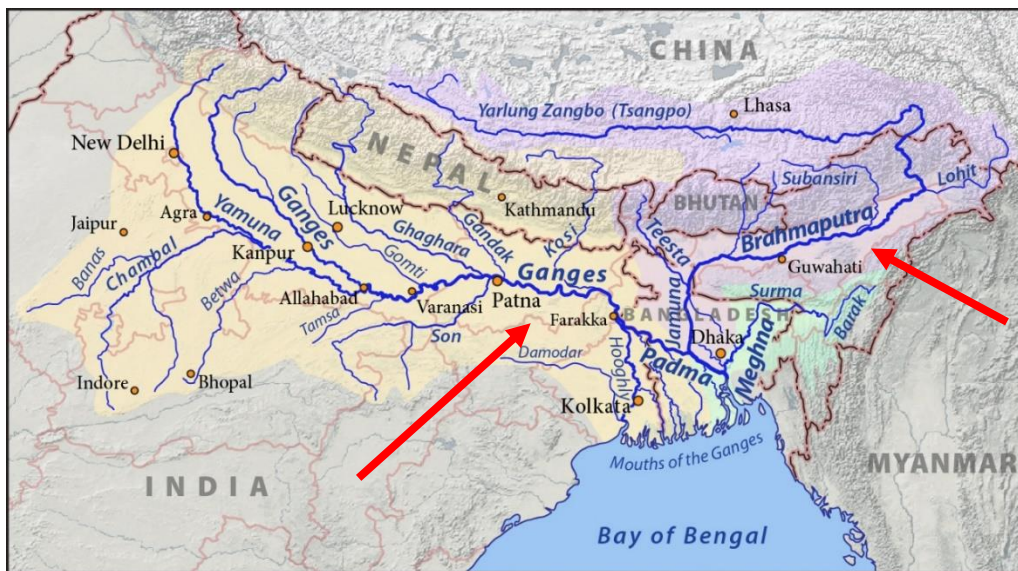 CHINA
Yarlung Zangbo (Tsangpo)
Lhasa
New Delhi
NEPAL
Subansiri
Lohit
BHUTAN
Jaipur
Agra
Yamuna
Ganges
Lucknow
Ghaghara
Gandak
Kathmandu
Kosi
Teesta
Brahmaputra
Guwahati
Banas
Chambal
Kanpur
Gomti
Ganges
Betwa
Allahabad
Varanasi
Patna
Surma
Barak
Tamsa
Son
Farakka
BANGLADESH
Jamuna
Dhaka
Meghna
Damodar
Hooghly
Padma
Indore
Bhopal
Kolkata
Mouths of the Ganges
INDIA
MYANMAR
Bay of Bengal